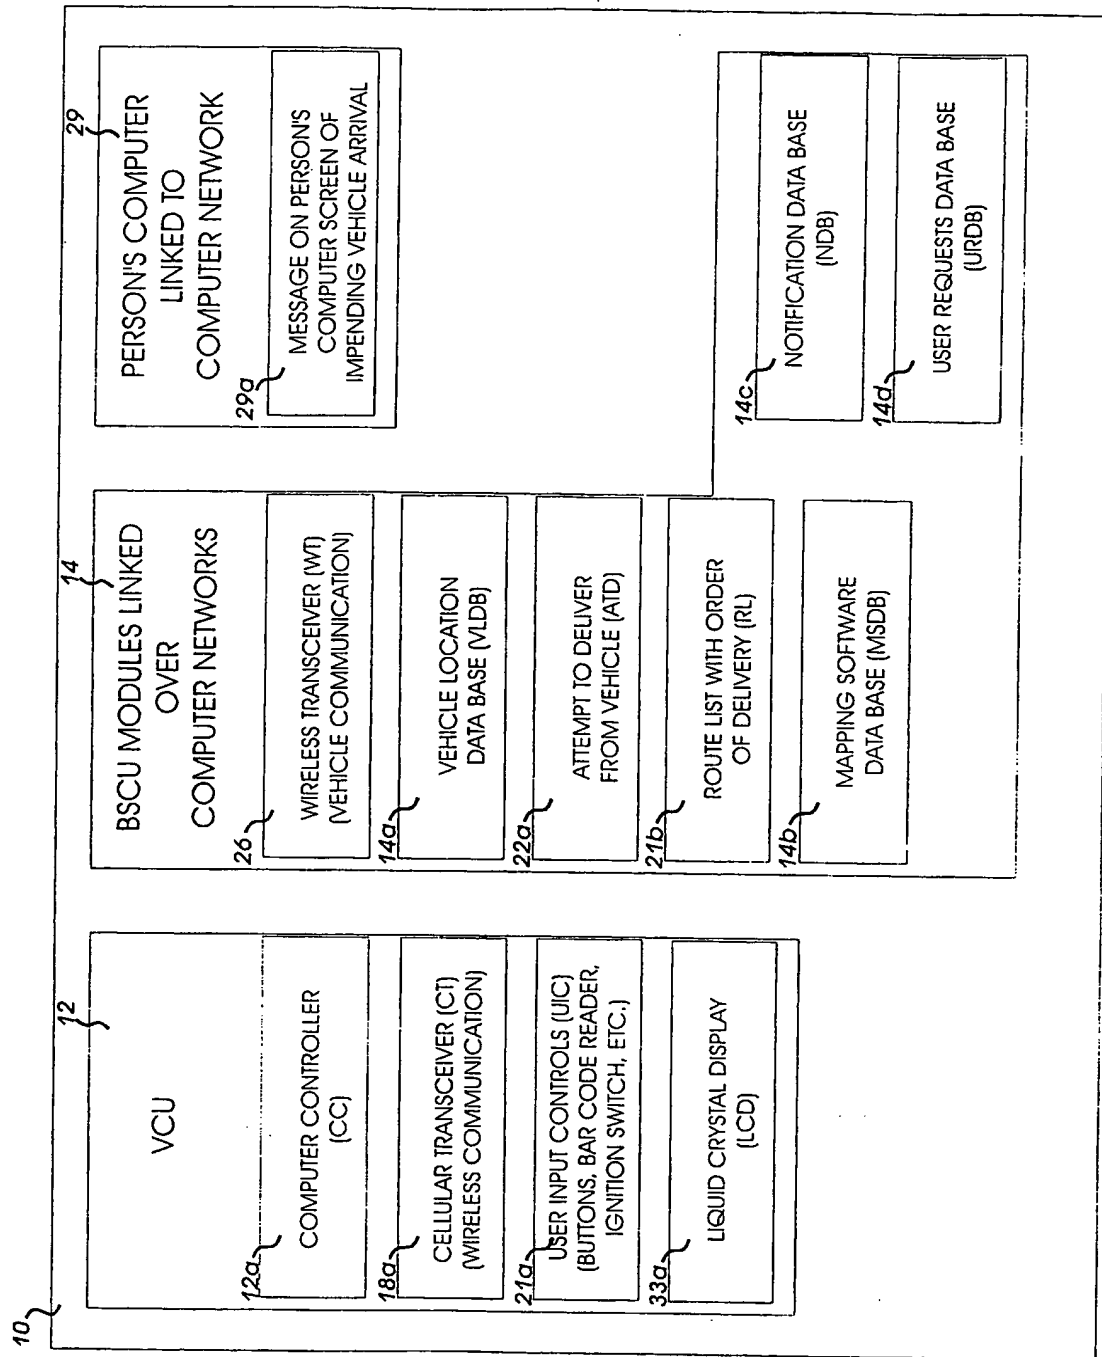 10
12
VCU
12a
COMPUTER CONTROLLER
(CC)
18a
CELLULAR TRANSCEIVER (CT)
(WIRELESS COMMUNICATION)
21a
USER INPUT CONTROLS (UIC)
(BUTTONS, BAR CODE READER,
IGNITION SWITCH, ETC.)
33a
LIQUID CRYSTAL DISPLAY
(LCD)
14
BSCU MODULES LINKED
OVER
COMPUTER NETWORKS
26
WIRELESS TRANSCEIVER (WT)
(VEHICLE COMMUNICATION)
14a
VEHICLE LOCATION
DATA BASE (VLDB)
22a
ATTEMPT TO DELIVER
FROM VEHICLE (ATD)
21b
ROUTE LIST WITH ORDER
OF DELIVERY (RL)
14b
MAPPING SOFTWARE
DATA BASE (MSDB)
14c
NOTIFICATION DATA BASE
(NDB)
14d
USER REQUESTS DATA BASE
(URDB)
29
PERSON'S COMPUTER
LINKED TO
COMPUTER NETWORK
29a
MESSAGE ON PERSON'S
COMPUTER SCREEN OF
IMPENDING VEHICLE ARRIVAL